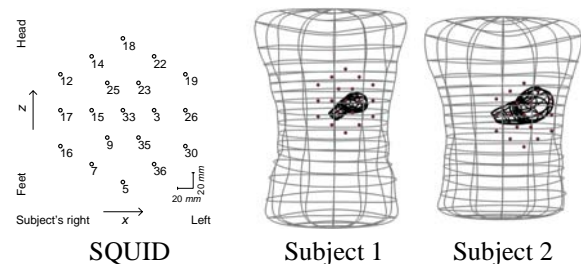 Head
18
14
22
12
19
25
23
z
17
15
33
3
26
9
35
16
30
7
36
Feet
5
20 mm
20 mm
Subject's right
x
Left
SQUID
Subject 1
Subject 2